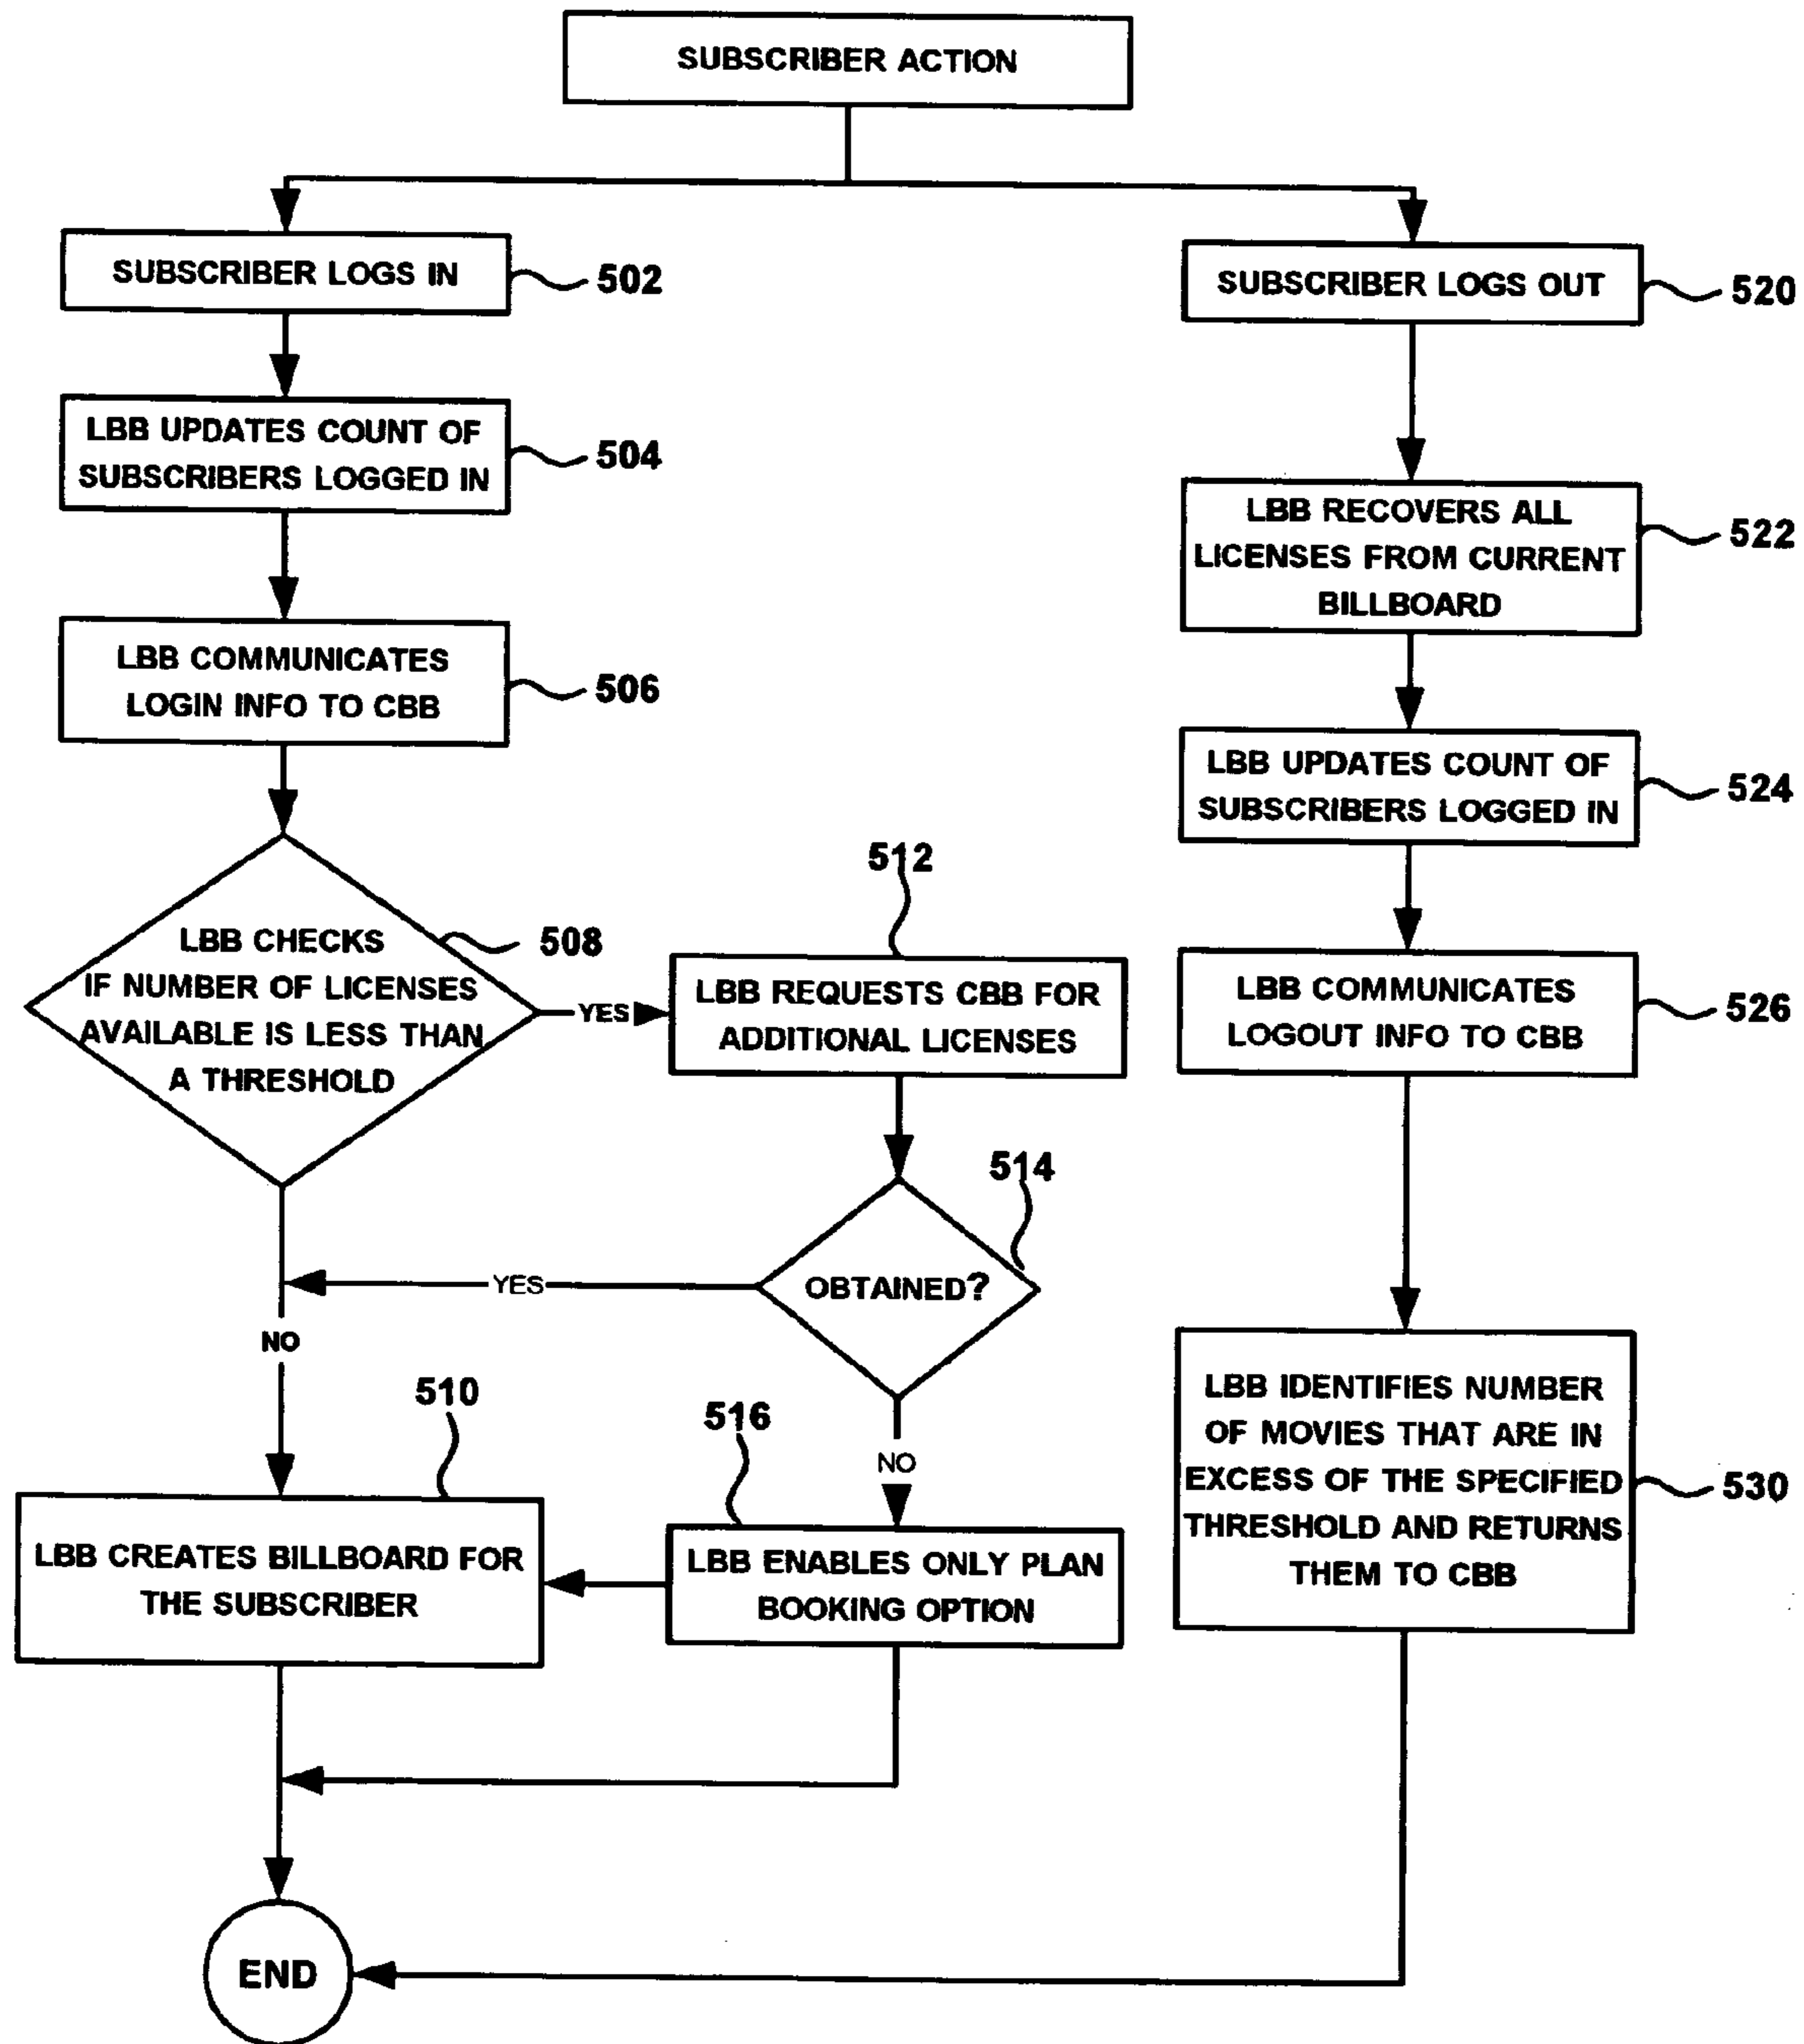 SUBSCRIBER ACTION
SUBSCRIBER LOGS IN
502
LBB UPDATES COUNT OF
SUBSCRIBERS LOGGED IN
504
LBB COMMUNICATES
LOGIN INFO TO CBB
506
LBB CHECKS
IF NUMBER OF LICENSES
AVAILABLE IS LESS THAN
A THRESHOLD
508
YES
NO
512
LBB REQUESTS CBB FOR
ADDITIONAL LICENSES
514
OBTAINED?
YES
NO
516
LBB ENABLES ONLY PLAN
BOOKING OPTION
510
LBB CREATES BILLBOARD FOR
THE SUBSCRIBER
SUBSCRIBER LOGS OUT
520
LBB RECOVERS ALL
LICENSES FROM CURRENT
BILLBOARD
522
LBB UPDATES COUNT OF
SUBSCRIBERS LOGGED IN
524
LBB COMMUNICATES
LOGOUT INFO TO CBB
526
LBB IDENTIFIES NUMBER
OF MOVIES THAT ARE IN
EXCESS OF THE SPECIFIED
THRESHOLD AND RETURNS
THEM TO CBB
530
END